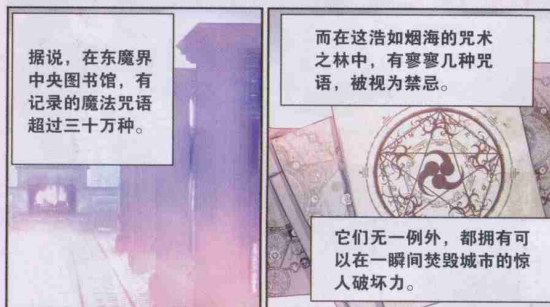 据说，在东魔界
中央图书馆，有
记录的魔法咒语
超过三十万种。
而在这浩如烟海的咒术
之林中，有寥寥几种咒
语，被视为禁忌。
它们无一例外，都拥有可
以在一瞬间焚毁城市的惊
人破坏力。